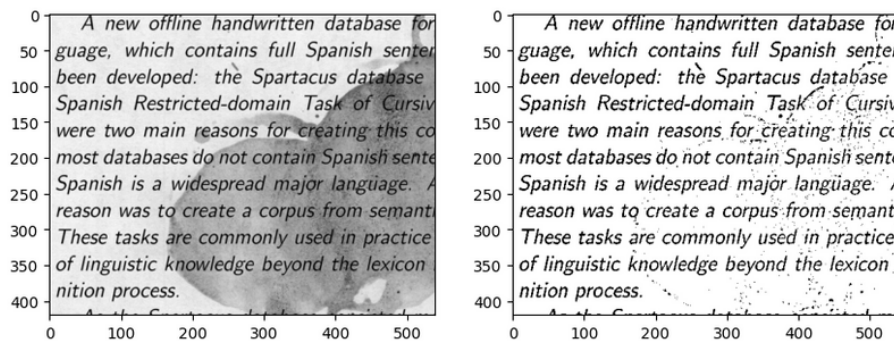 0
50
100
150
200
250
300
350
400
A new offline handwritten database for
guage, which contains full Spanish senten
been developed: the Spartacus database
Spanish Restricted-domain Task of Cursiv
were two main reasons for creating this co
most databases do not contain Spanish sente
Spanish is a widespread major language. A
reason was to create a corpus from semanti
These tasks are commonly used in practice
of linguistic knowledge beyond the lexicon
nition process.
0 100 200 300 400 500
0
50
100
150
200
250
300
350
400
A new offline handwritten database for
guage, which contains full Spanish senten
been developed: the Spartacus database
Spanish Restricted-domain Task of Cursiv
were two main reasons for creating this co
most databases do not contain Spanish sente
Spanish is a widespread major language. A
reason was to create a corpus from semanti
These tasks are commonly used in practice
of linguistic knowledge beyond the lexicon
nition process.
0 100 200 300 400 500